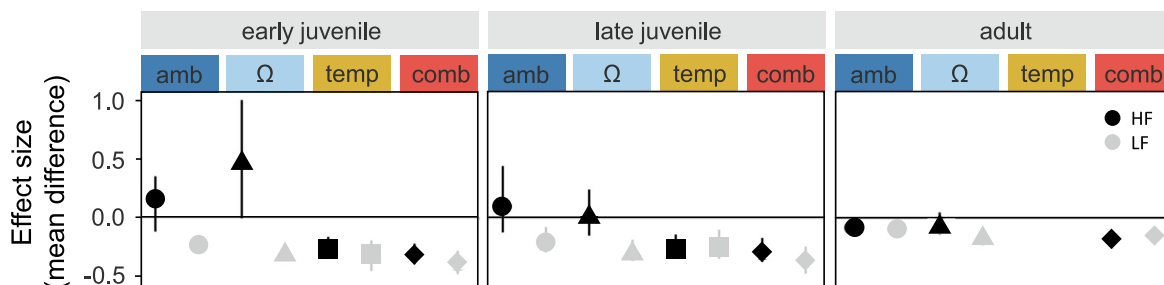 early juvenile late juvenile adult
amb Ω temp comb amb Ω temp comb amb Ω temp comb
Effect size
(mean difference)
1.0
0.5
0.0
-0.5
HF
LF